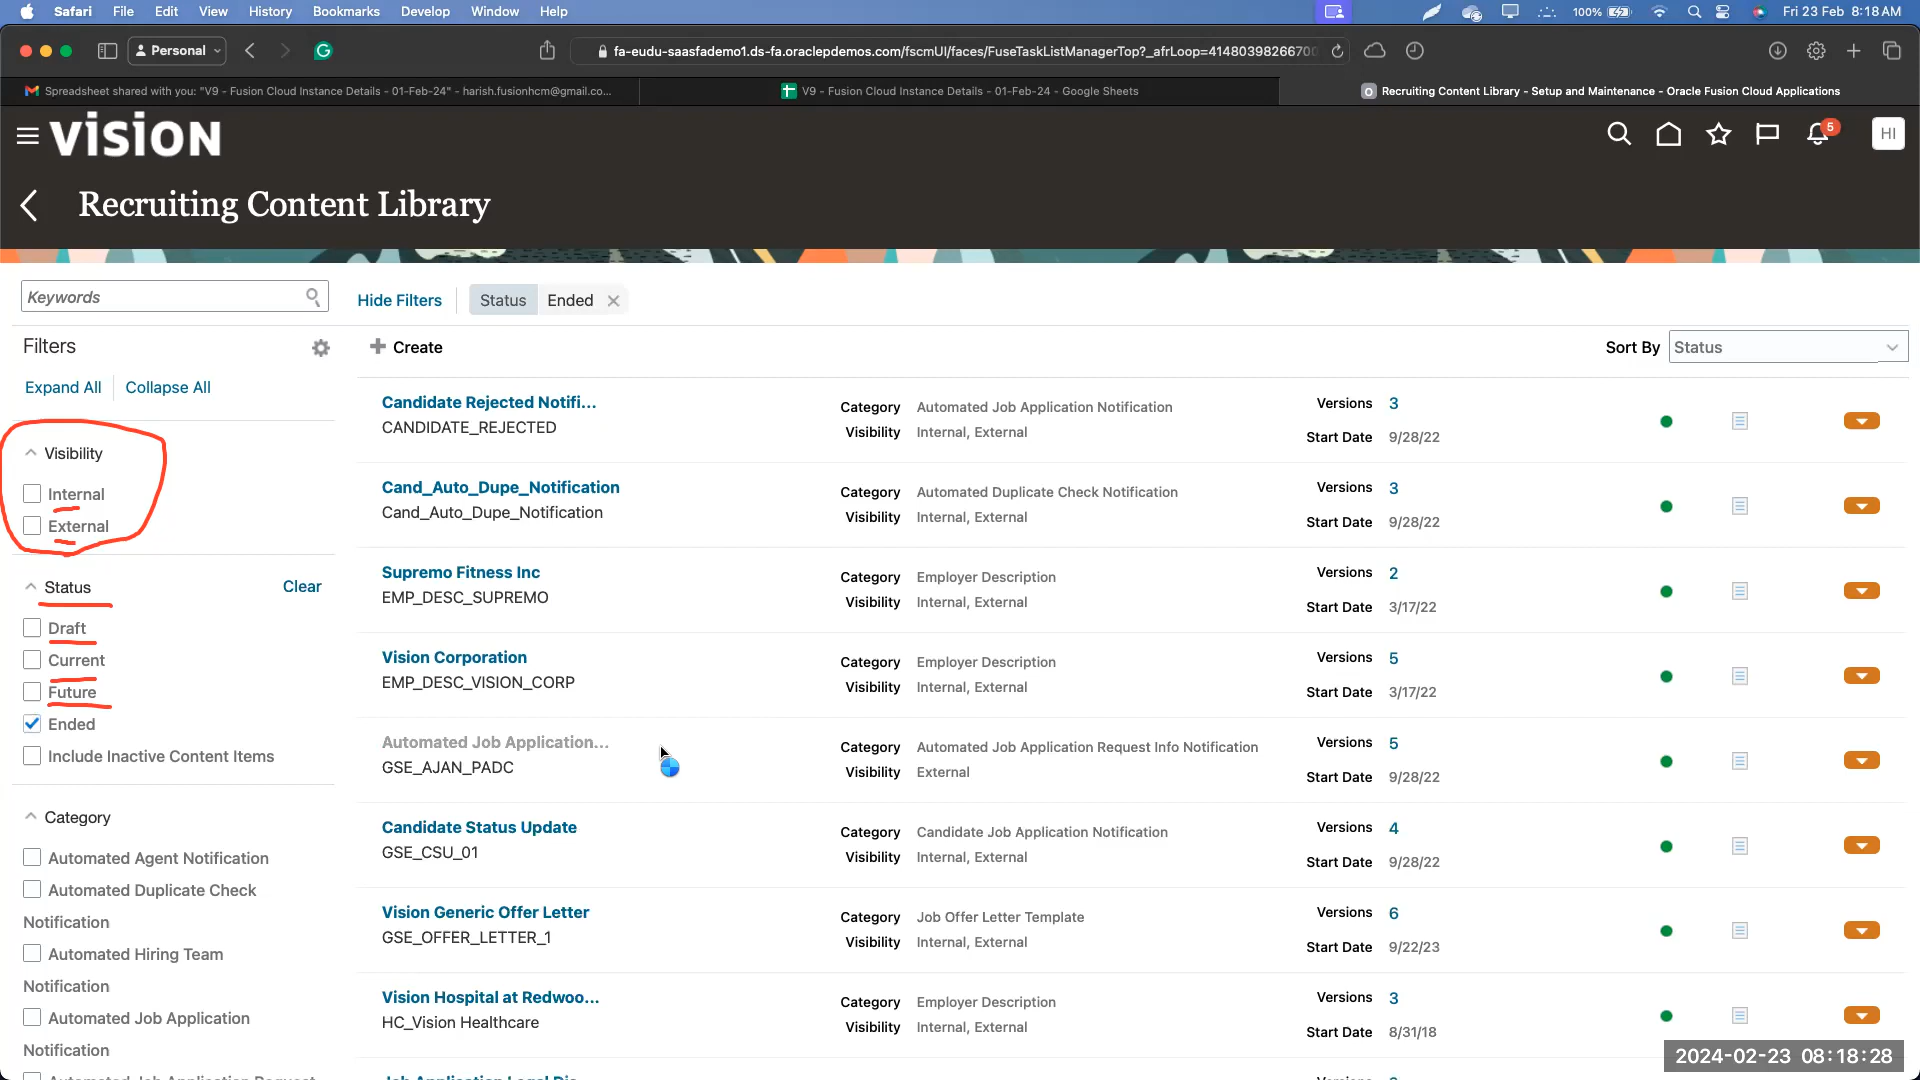 Safari File Edit View History Bookmarks Develop Window Help 100% Fri 23 Feb 8:18 AM
Personal fa-eudu-saasfademo1.ds-fa.oraclepdemos.com/fscmUI/faces/FuseTaskListManagerTop?_afrLoop=41480398266700
Spreadsheet shared with you: "V9 - Fusion Cloud Instance Details - 01-Feb-24" - harish.fusionhcm@gmail.co...
V9 - Fusion Cloud Instance Details - 01-Feb-24 - Google Sheets
Recruiting Content Library - Setup and Maintenance - Oracle Fusion Cloud Applications
VISION
5
HI
Recruiting Content Library
Keywords
Hide Filters Status Ended
Filters
Expand All Collapse All
Visibility
Internal
External
Status Clear
Draft
Current
Future
Ended
Include Inactive Content Items
Category
Automated Agent Notification
Automated Duplicate Check
Notification
Automated Hiring Team
Notification
Automated Job Application
Notification
Create
Sort By Status
Candidate Rejected Notifi...
CANDIDATE_REJECTED
Category Automated Job Application Notification
Visibility Internal, External
Versions 3
Start Date 9/28/22
Cand_Auto_Dupe_Notification
Cand_Auto_Dupe_Notification
Category Automated Duplicate Check Notification
Visibility Internal, External
Versions 3
Start Date 9/28/22
Supremo Fitness Inc
EMP_DESC_SUPREMO
Category Employer Description
Visibility Internal, External
Versions 2
Start Date 3/17/22
Vision Corporation
EMP_DESC_VISION_CORP
Category Employer Description
Visibility Internal, External
Versions 5
Start Date 3/17/22
Automated Job Application...
GSE_AJAN_PADC
Category Automated Job Application Request Info Notification
Visibility External
Versions 5
Start Date 9/28/22
Candidate Status Update
GSE_CSU_01
Category Candidate Job Application Notification
Visibility Internal, External
Versions 4
Start Date 9/28/22
Vision Generic Offer Letter
GSE_OFFER_LETTER_1
Category Job Offer Letter Template
Visibility Internal, External
Versions 6
Start Date 9/22/23
Vision Hospital at Redwoo...
HC_Vision Healthcare
Category Employer Description
Visibility Internal, External
Versions 3
Start Date 8/31/18
2024-02-23 08:18:28